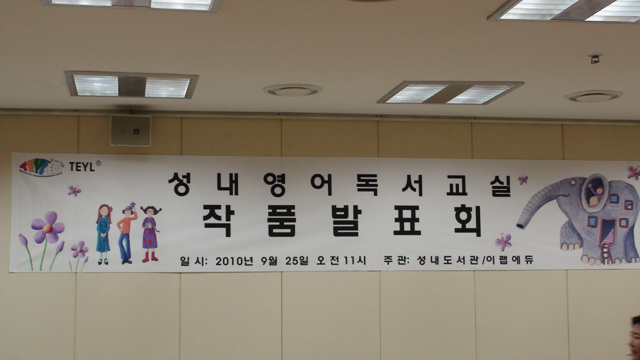 TEYL®
성내영어독서교실
작품발표회
일시: 2010년 9월 25일 오전11시 주관: 성내도서관/이랩에듀